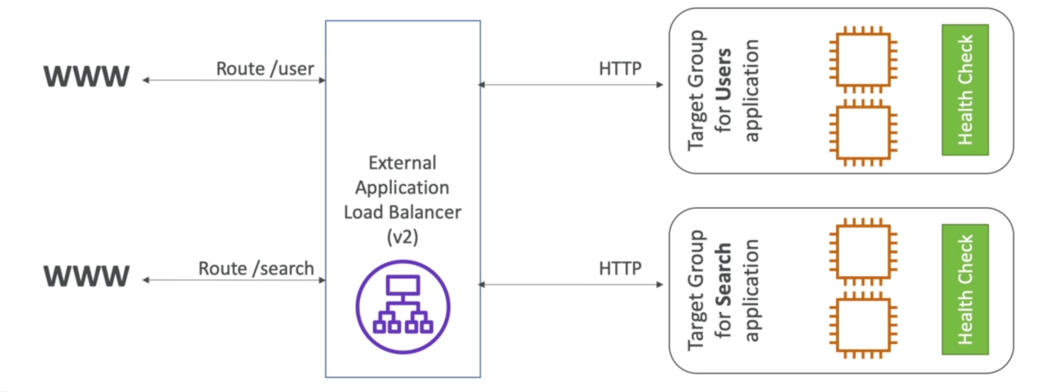 WWW
Route /user
HTTP
Target Group
for Users
application
Health Check
External
Application
Load Balancer
(v2)
WWW
Route /search
HTTP
Target Group
for Search
application
Health Check